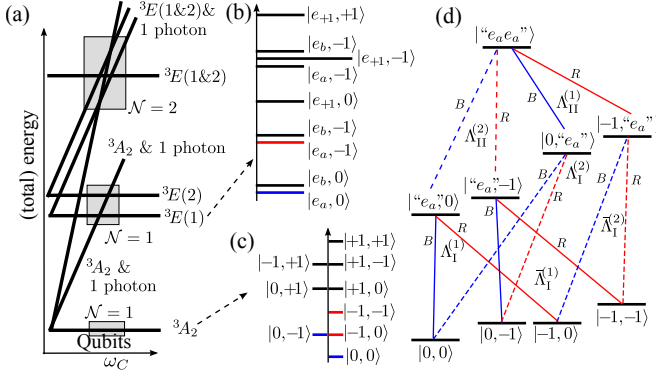 (a)
³E(1&2)&
1 photon
³E(1&2)
𝒩 = 2
³A₂ & 1 photon
³E(2)
³E(1)
𝒩 = 1
³A₂ &
1 photon
𝒩 = 1
³A₂
Qubits
ω_C
(total) energy
(b)
|e₊₁,+1⟩
|e_b,−1⟩
|e₊₁,−1⟩
|e_a,−1⟩
|e₊₁,0⟩
|e_b,−1⟩
|e_a,−1⟩
|e_b,0⟩
|e_a,0⟩
(c)
|+1,+1⟩
|−1,+1⟩ |+1,−1⟩
|0,+1⟩ |+1,0⟩
|−1,−1⟩
|0,−1⟩ |−1,0⟩
|0,0⟩
(d)
|“e_a e_a”⟩
B R B R
Λ_II^(1)
Λ_II^(2)
|0,“e_a”⟩ |−1,“e_a”⟩
|“e_a”,0⟩ |“e_a”,−1⟩
Λ_I^(2)
B R B R B R B R
Λ_I^(1) Λ̄_I^(1) Λ̄_I^(2)
|0,0⟩ |0,−1⟩ |−1,0⟩ |−1,−1⟩